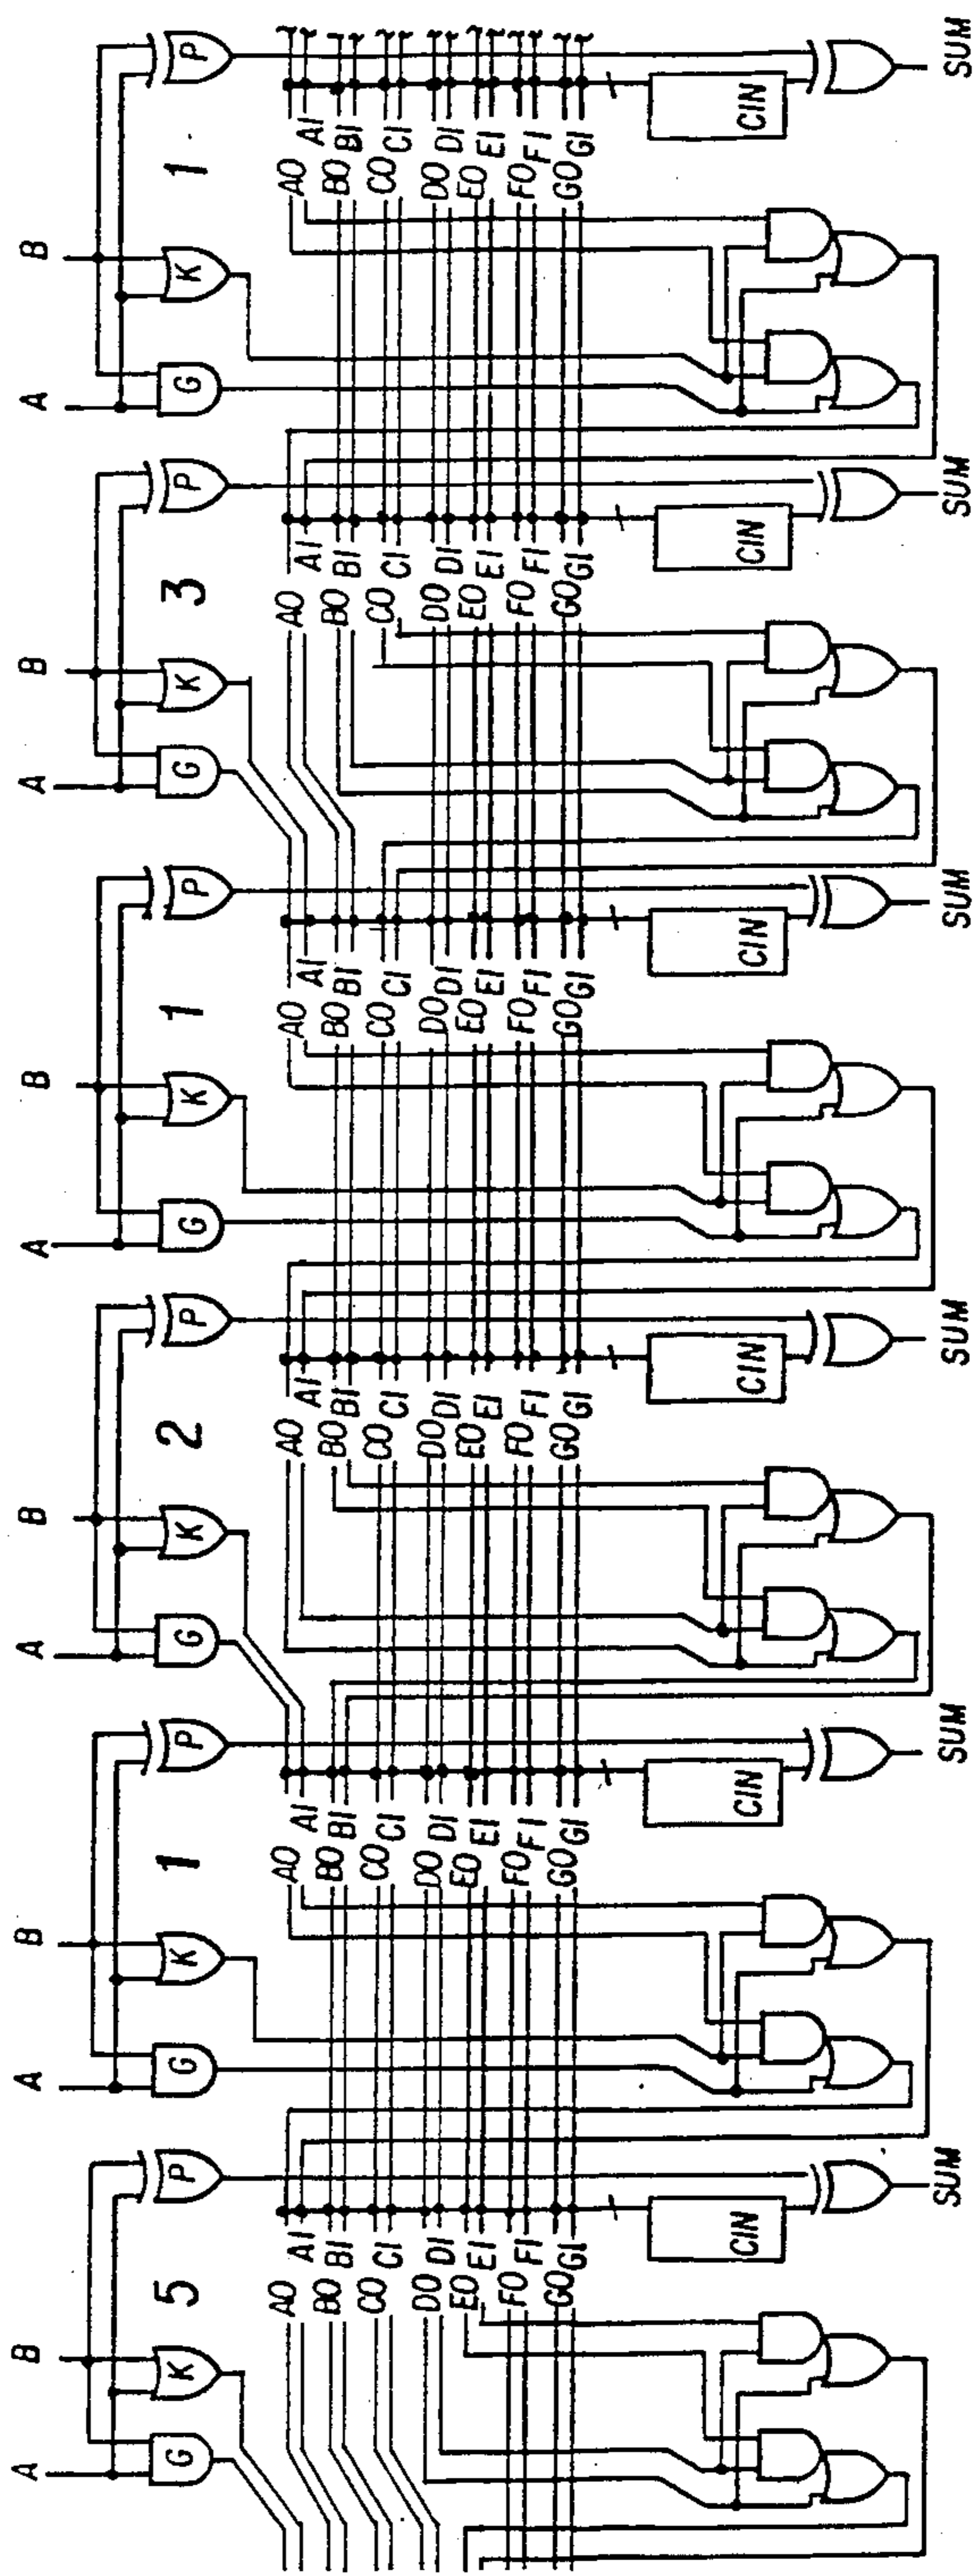 A B A B A B A B A B A B
5 1 2 1 3 1
G K P G K P G K P G K P G K P G K P
AO AO AO AO AO AO
AI AI AI AI AI AI
BO BO BO BO BO BO
BI BI BI BI BI BI
CO CO CO CO CO CO
CI CI CI CI CI CI
DO DO DO DO DO DO
DI DI DI DI DI DI
EO EO EO EO EO EO
EI EI EI EI EI EI
FO FO FO FO FO FO
FI FI FI FI FI FI
GO GO GO GO GO GO
GI GI GI GI GI GI
CIN CIN CIN CIN CIN CIN
SUM SUM SUM SUM SUM SUM